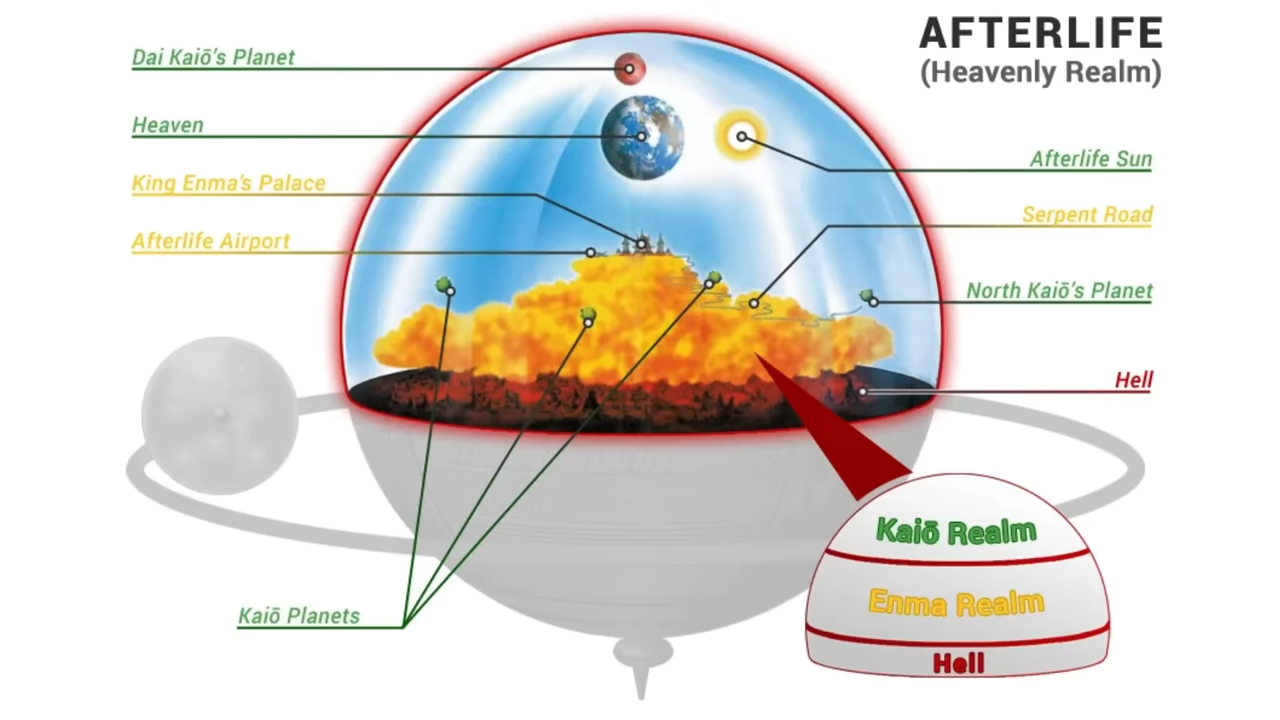 AFTERLIFE
(Heavenly Realm)
Dai Kaiō's Planet
Heaven
King Enma's Palace
Afterlife Airport
Afterlife Sun
Serpent Road
North Kaiō's Planet
Hell
Kaiō Planets
Kaiō Realm
Enma Realm
Hell